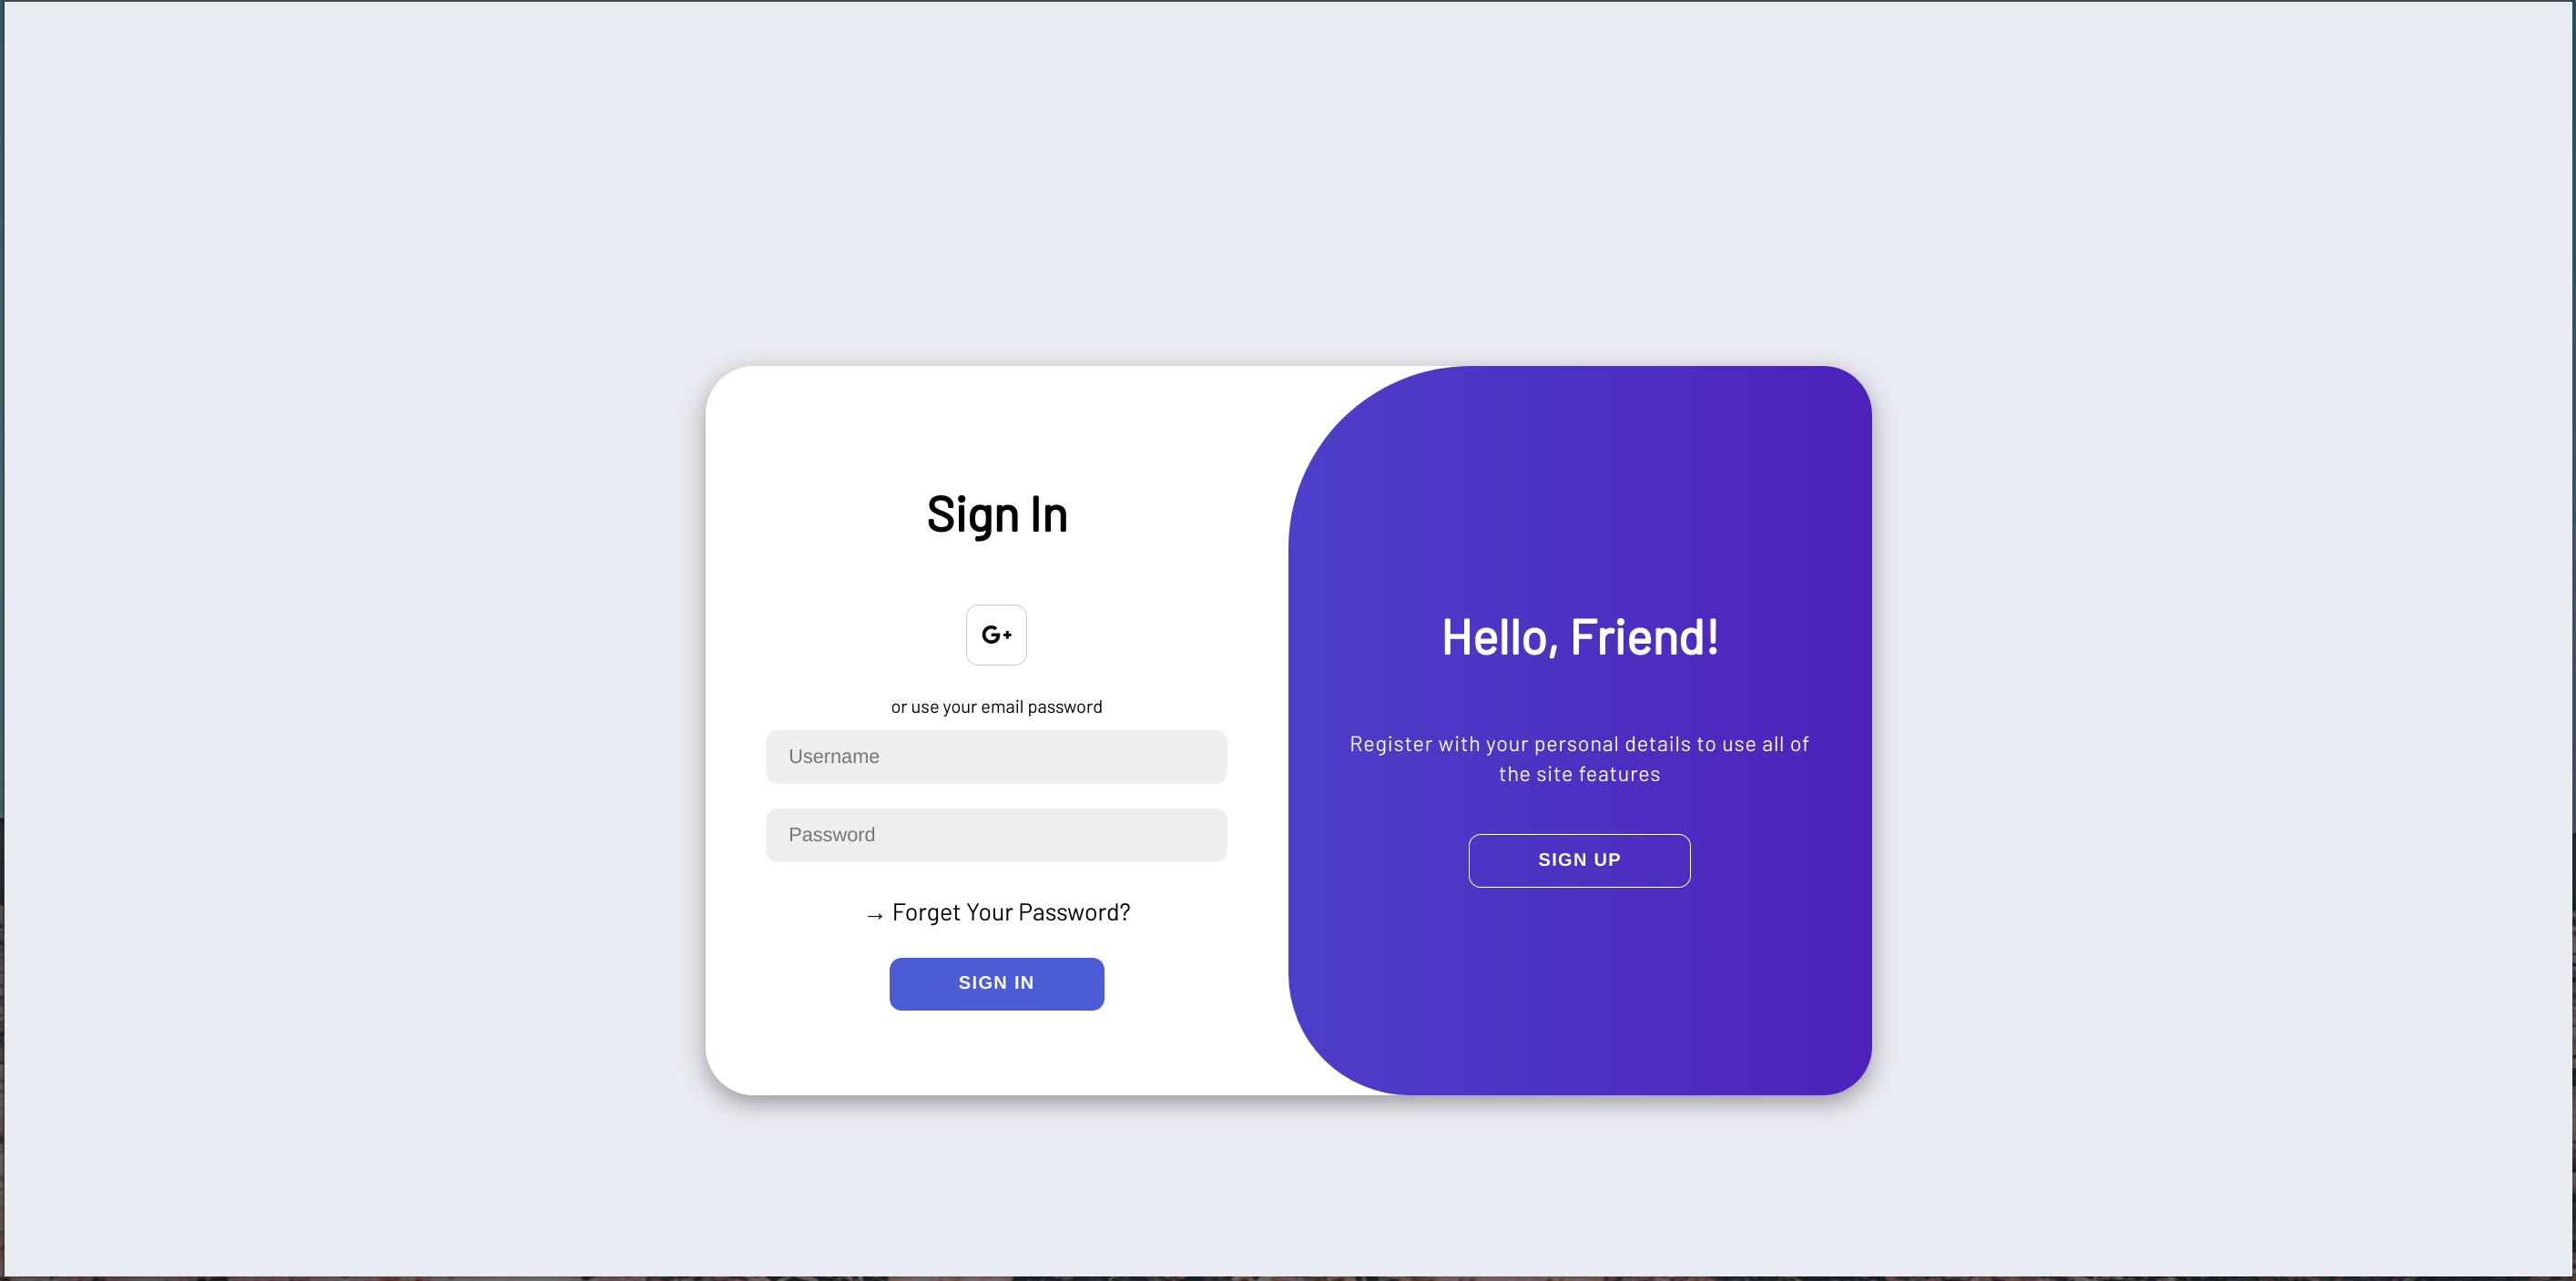 Sign In
G+
or use your email password
Username
Password
→ Forget Your Password?
SIGN IN
Hello, Friend!
Register with your personal details to use all of
the site features
SIGN UP